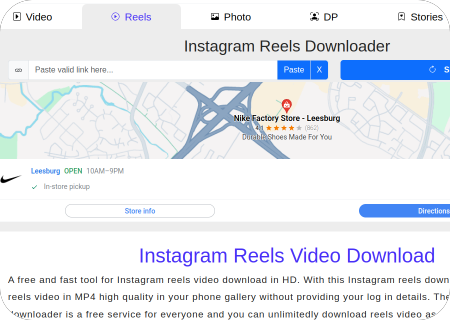 Video
Reels
Photo
DP
Stories
Instagram Reels Downloader
Paste valid link here...
Paste
X
S
Nike Factory Store - Leesburg
4.1 (862)
Durable Shoes Made For You
Leesburg OPEN 10AM–9PM
In-store pickup
Store info
Directions
Instagram Reels Video Download
A free and fast tool for Instagram reels video download in HD. With this Instagram reels down
reels video in MP4 high quality in your phone gallery without providing your log in details. The
downloader is a free service for everyone and you can unlimitedly download reels video as